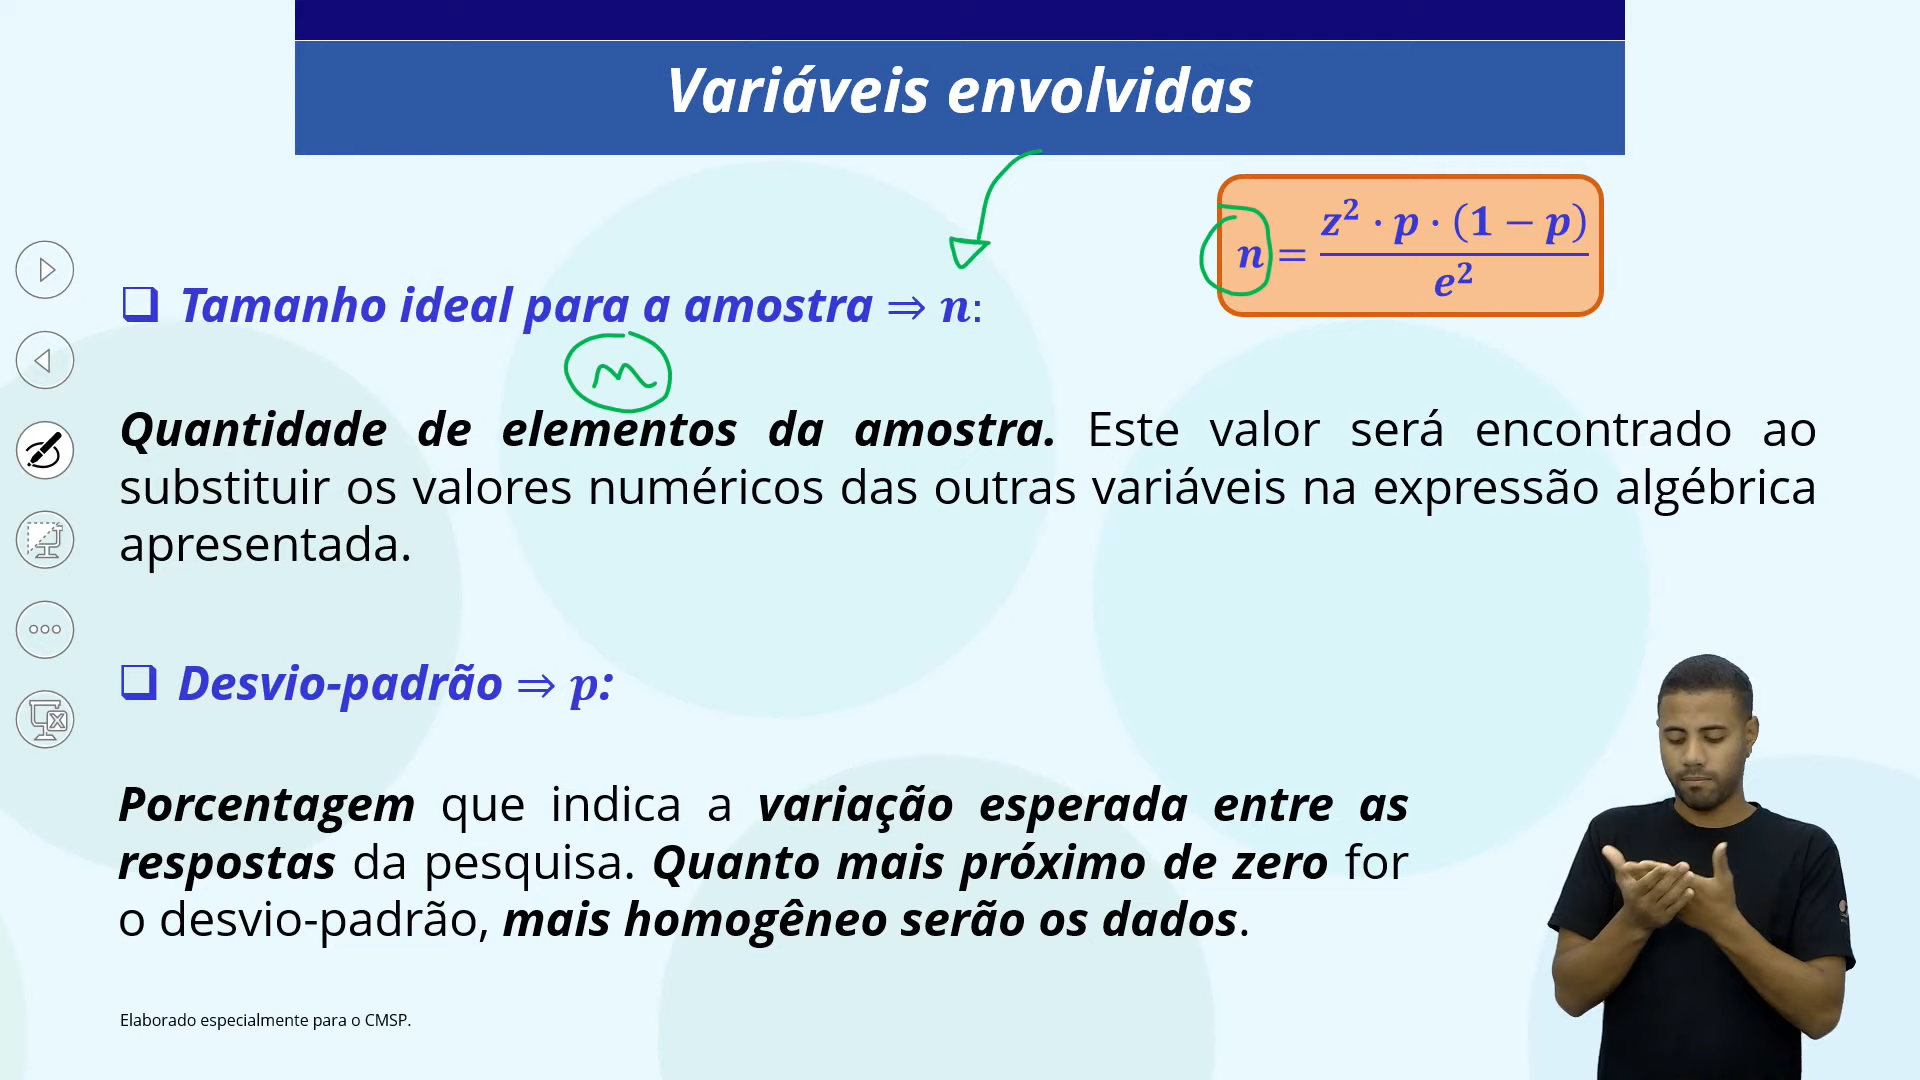 Variáveis envolvidas
n = z² · p · (1 − p) / e²
❑ Tamanho ideal para a amostra ⇒ n:
n
Quantidade de elementos da amostra. Este valor será encontrado ao
substituir os valores numéricos das outras variáveis na expressão algébrica
apresentada.
❑ Desvio-padrão ⇒ p:
Porcentagem que indica a variação esperada entre as
respostas da pesquisa. Quanto mais próximo de zero for
o desvio-padrão, mais homogêneo serão os dados.
Elaborado especialmente para o CMSP.